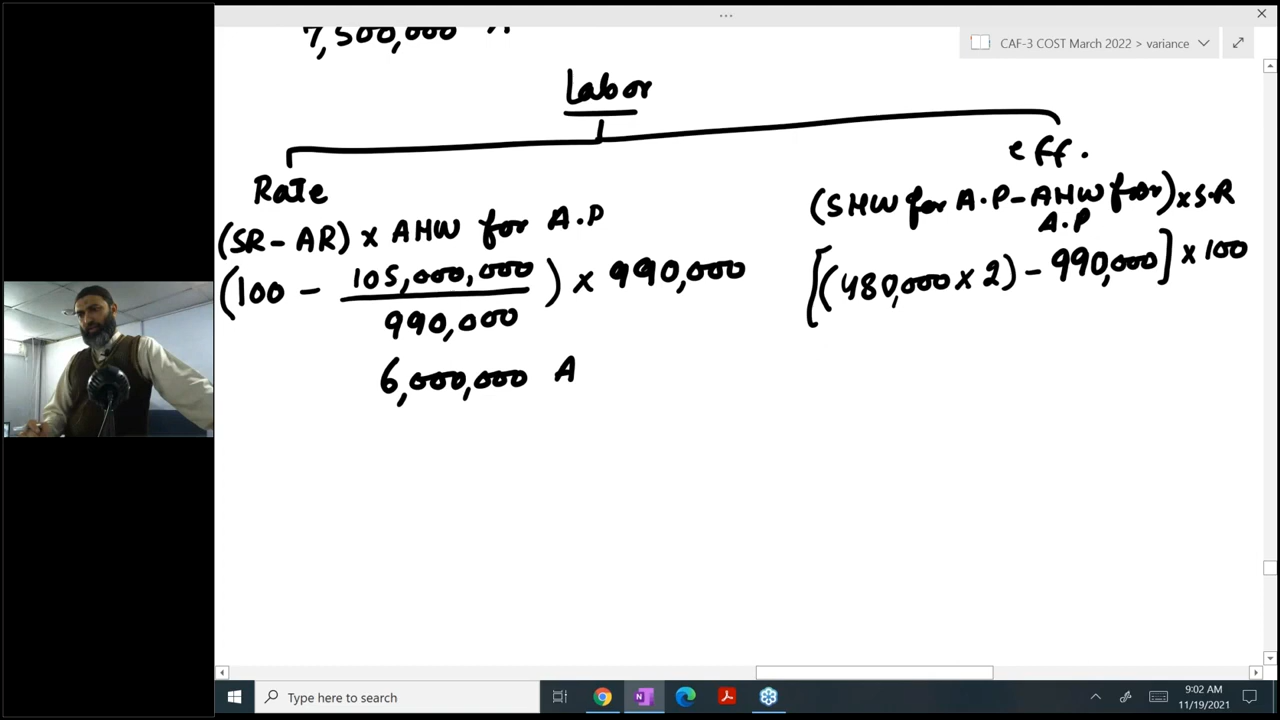 CAF-3 COST March 2022 > variance
7,500,000 A
Labor
Rate
(SR - AR) × AHW for A.P
(100 - 105,000,000 / 990,000) × 990,000
6,000,000 A
eff.
(SHW for A.P - AHW for A.P) × S.R
[(480,000 × 2) - 990,000] × 100
Type here to search
9:02 AM
11/19/2021